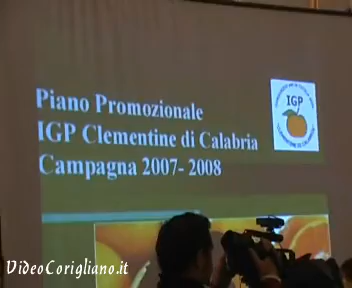 Piano Promozionale
IGP Clementine di Calabria
Campagna 2007- 2008
IGP
VideoCorigliano.it